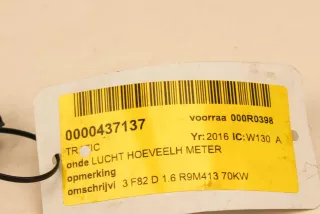 0000437137 voorraa 000R0398
Yr: 2016 IC: W130 A
onde LUCHT HOEVEELH METER
opmerking
omschrijvi 3 F82 D 1.6 R9M413 70KW